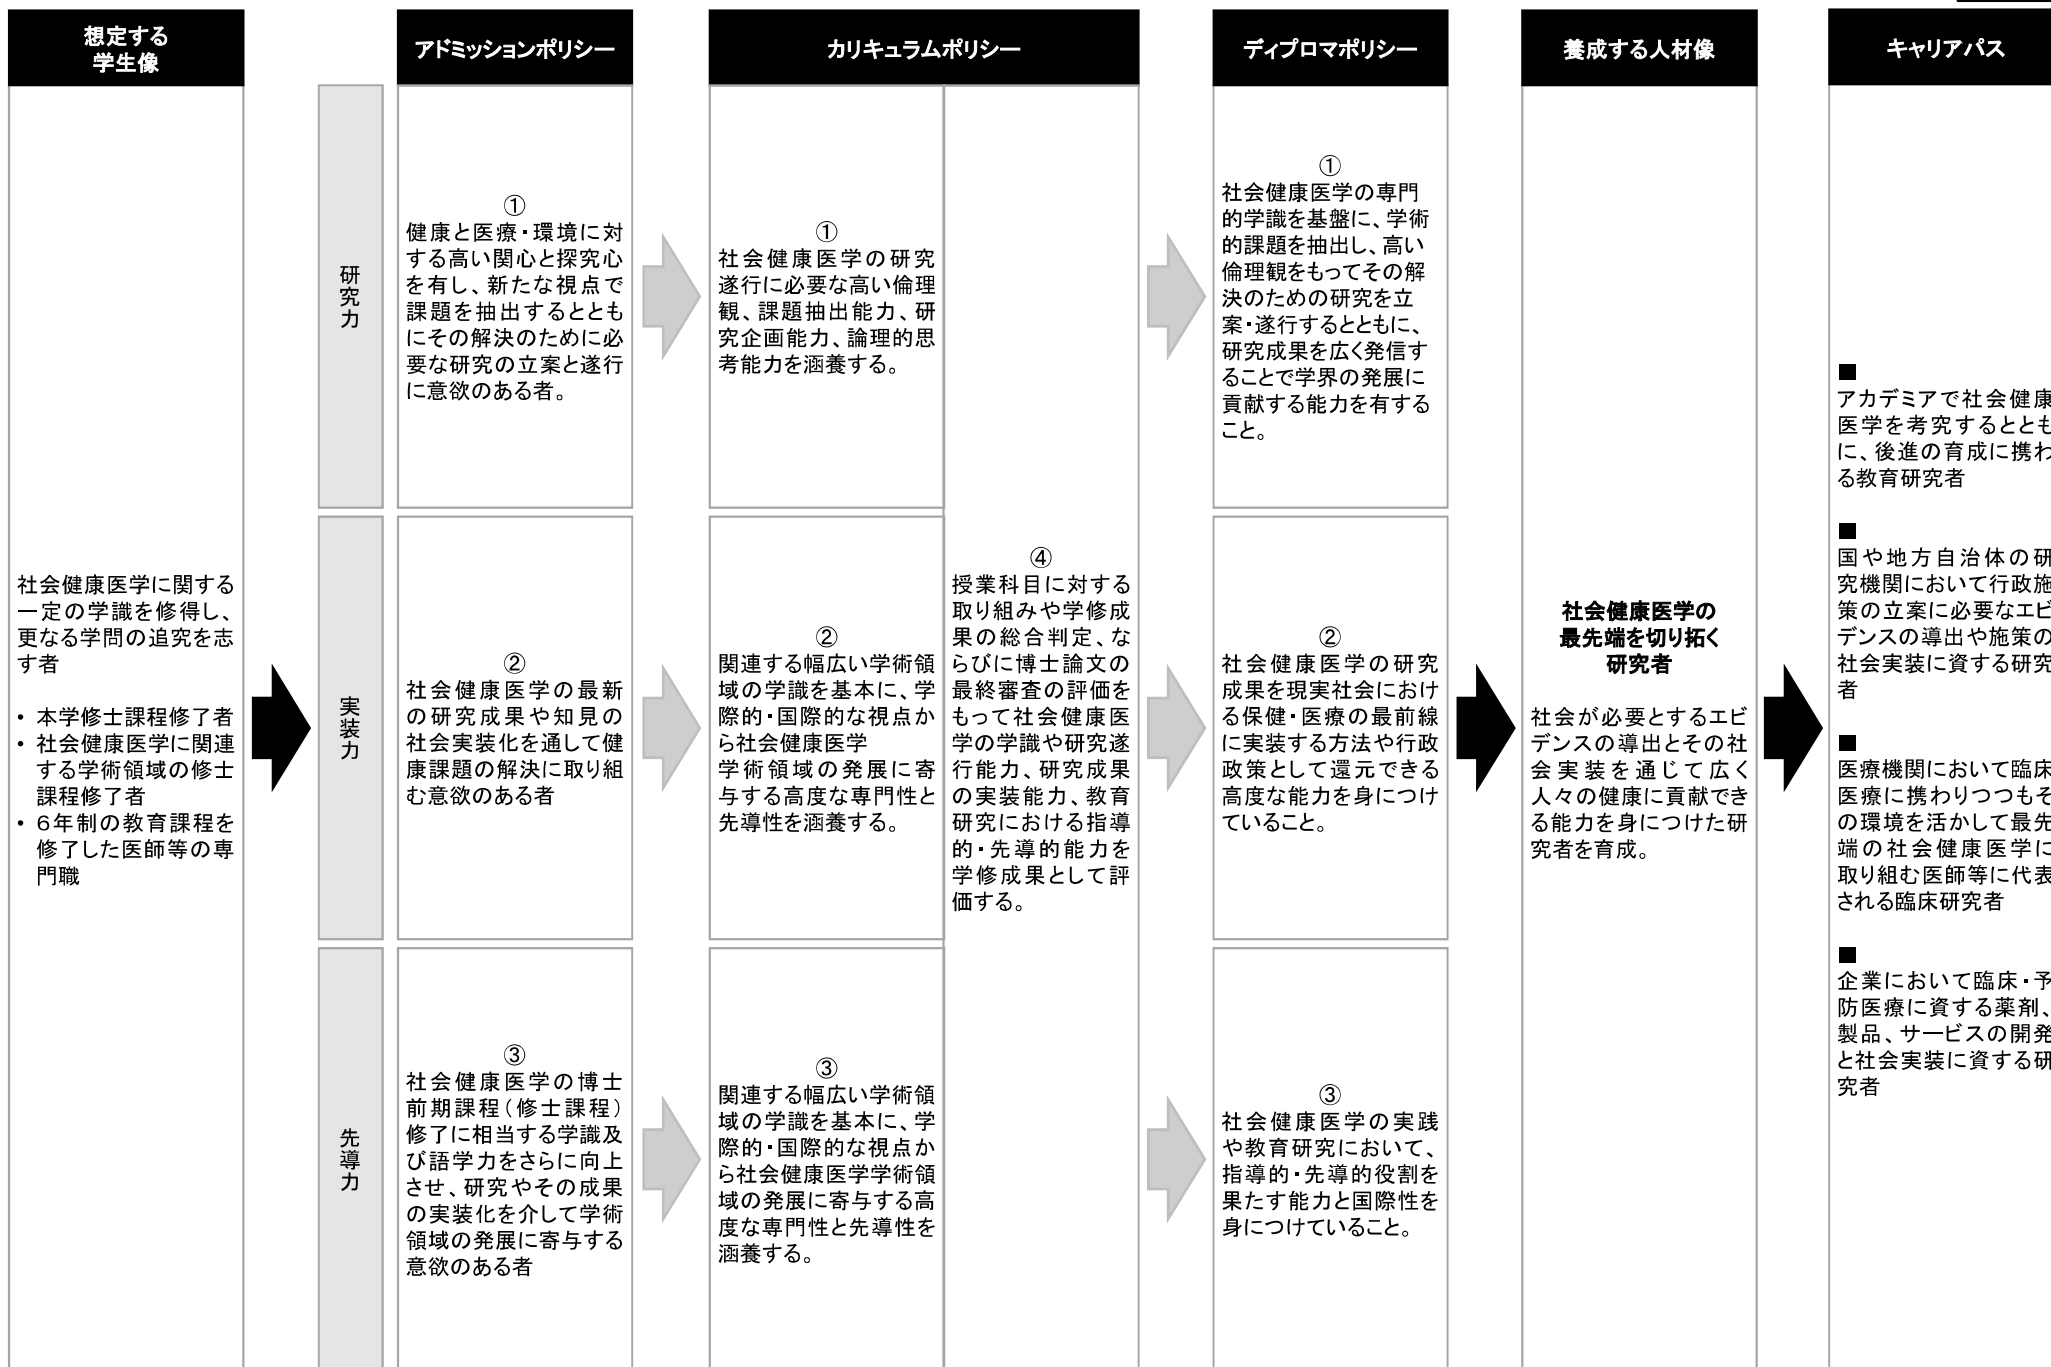 想定する
学生像
社会健康医学に関する
一定の学識を修得し、
更なる学問の追究を志
す者
• 本学修士課程修了者
• 社会健康医学に関連
する学術領域の修士
課程修了者
• 6年制の教育課程を
修了した医師等の専
門職
研究力
実装力
先導力
アドミッションポリシー
①
健康と医療・環境に対
する高い関心と探究心
を有し、新たな視点で
課題を抽出するととも
にその解決のために必
要な研究の立案と遂行
に意欲のある者。
②
社会健康医学の最新
の研究成果や知見の
社会実装化を通して健
康課題の解決に取り組
む意欲のある者
③
社会健康医学の博士
前期課程(修士課程)
修了に相当する学識及
び語学力をさらに向上
させ、研究やその成果
の実装化を介して学術
領域の発展に寄与する
意欲のある者
カリキュラムポリシー
①
社会健康医学の研究
遂行に必要な高い倫理
観、課題抽出能力、研
究企画能力、論理的思
考能力を涵養する。
②
関連する幅広い学術領
域の学識を基本に、学
際的・国際的な視点か
ら社会健康医学
学術領域の発展に寄
与する高度な専門性と
先導性を涵養する。
③
関連する幅広い学術領
域の学識を基本に、学
際的・国際的な視点か
ら社会健康医学学術領
域の発展に寄与する高
度な専門性と先導性を
涵養する。
④
授業科目に対する
取り組みや学修成
果の総合判定、な
らびに博士論文の
最終審査の評価を
もって社会健康医
学の学識や研究遂
行能力、研究成果
の実装能力、教育
研究における指導
的・先導的能力を
学修成果として評
価する。
ディプロマポリシー
①
社会健康医学の専門
的学識を基盤に、学術
的課題を抽出し、高い
倫理観をもってその解
決のための研究を立
案・遂行するとともに、
研究成果を広く発信す
ることで学界の発展に
貢献する能力を有する
こと。
②
社会健康医学の研究
成果を現実社会におけ
る保健・医療の最前線
に実装する方法や行政
政策として還元できる
高度な能力を身につけ
ていること。
③
社会健康医学の実践
や教育研究において、
指導的・先導的役割を
果たす能力と国際性を
身につけていること。
養成する人材像
社会健康医学の
最先端を切り拓く
研究者
社会が必要とするエビ
デンスの導出とその社
会実装を通じて広く
人々の健康に貢献でき
る能力を身につけた研
究者を育成。
キャリアパス
■
アカデミアで社会健康
医学を考究するととも
に、後進の育成に携わ
る教育研究者
■
国や地方自治体の研
究機関において行政施
策の立案に必要なエビ
デンスの導出や施策の
社会実装に資する研究
者
■
医療機関において臨床
医療に携わりつつもそ
の環境を活かして最先
端の社会健康医学に
取り組む医師等に代表
される臨床研究者
■
企業において臨床・予
防医療に資する薬剤、
製品、サービスの開発
と社会実装に資する研
究者